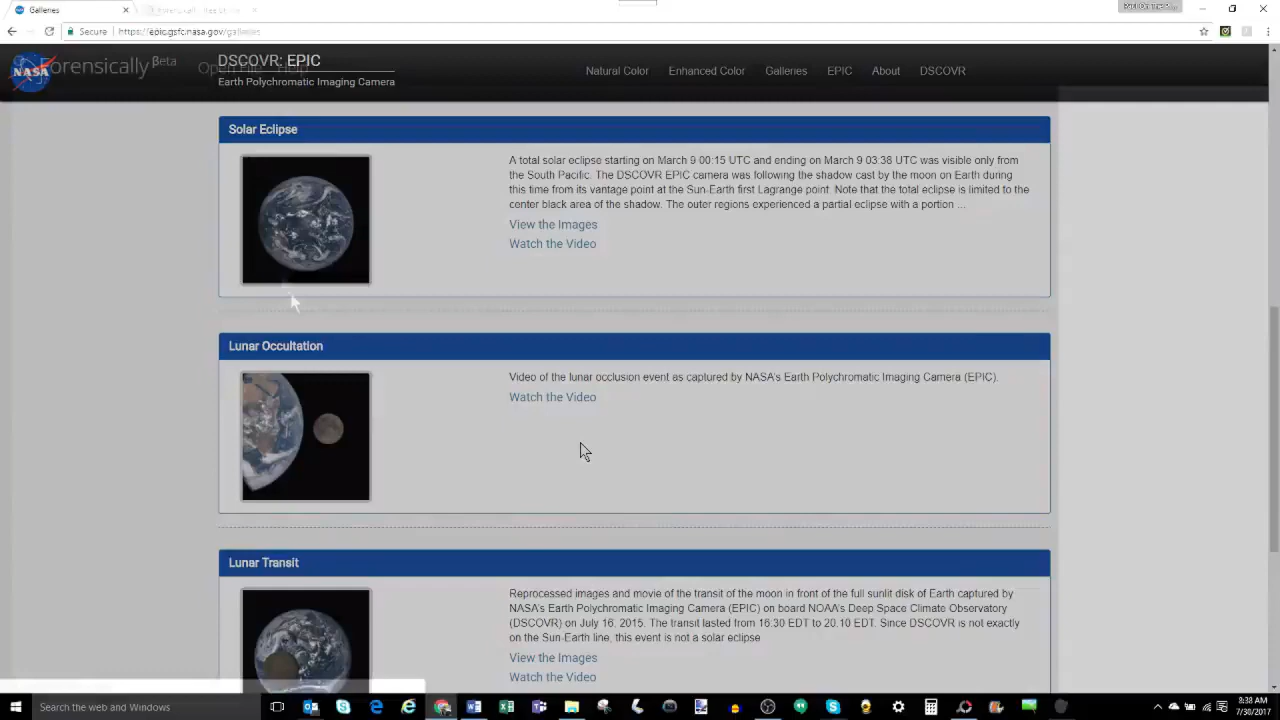 Galleries
Secure https://epic.gsfc.nasa.gov/galleries
NASA
Forensically Beta
Open File Help
DSCOVR: EPIC
Earth Polychromatic Imaging Camera
Natural Color Enhanced Color Galleries EPIC About DSCOVR
Solar Eclipse
A total solar eclipse starting on March 9 00:15 UTC and ending on March 9 03:38 UTC was visible only from
the South Pacific. The DSCOVR EPIC camera was following the shadow cast by the moon on Earth during
this time from its vantage point at the Sun-Earth first Lagrange point. Note that the total eclipse is limited to the
center black area of the shadow. The outer regions experienced a partial eclipse with a portion ...
View the Images
Watch the Video
Lunar Occultation
Video of the lunar occlusion event as captured by NASA's Earth Polychromatic Imaging Camera (EPIC).
Watch the Video
Lunar Transit
Reprocessed images and movie of the transit of the moon in front of the full sunlit disk of Earth captured by
NASA's Earth Polychromatic Imaging Camera (EPIC) on board NOAA's Deep Space Climate Observatory
(DSCOVR) on July 16, 2015. The transit lasted from 16:30 EDT to 20.10 EDT. Since DSCOVR is not exactly
on the Sun-Earth line, this event is not a solar eclipse
View the Images
Watch the Video
Search the web and Windows
8:38 AM
7/30/2017